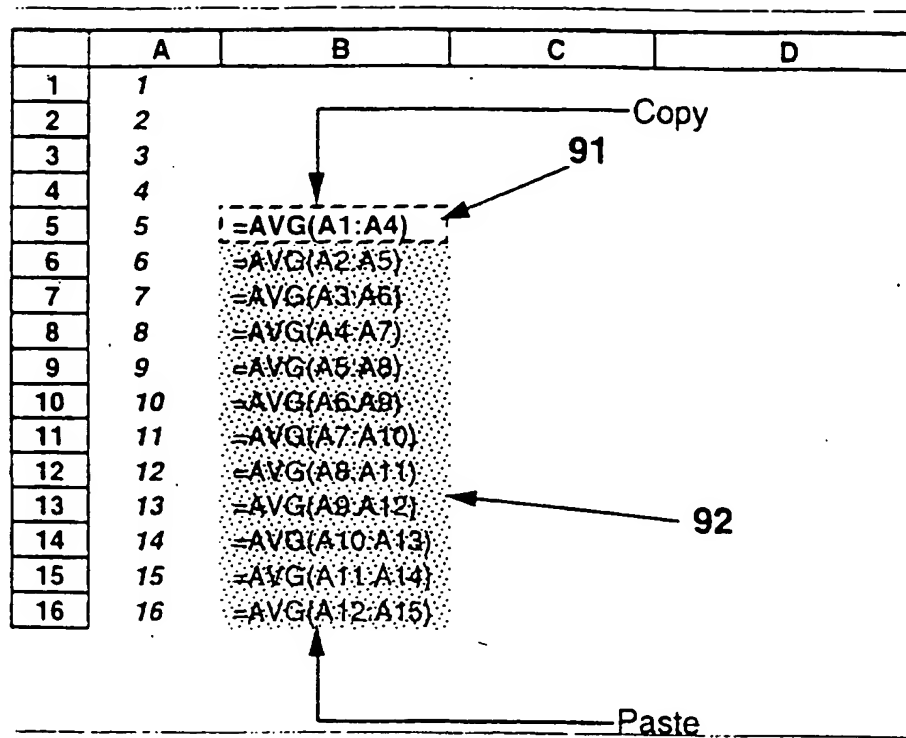 A B C D
1 1
2 2 Copy
3 3 91
4 4
5 5 =AVG(A1:A4)
6 6 =AVG(A2:A5)
7 7 =AVG(A3:A6)
8 8 =AVG(A4:A7)
9 9 =AVG(A5:A8)
10 10 =AVG(A6:A9)
11 11 =AVG(A7:A10)
12 12 =AVG(A8:A11)
13 13 =AVG(A9:A12) 92
14 14 =AVG(A10:A13)
15 15 =AVG(A11:A14)
16 16 =AVG(A12:A15)
Paste